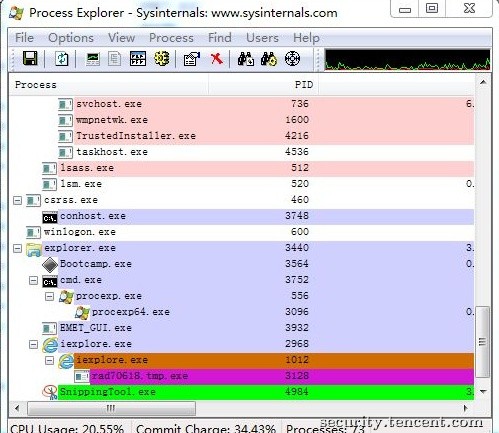 Process Explorer - Sysinternals: www.sysinternals.com
File Options View Process Find Users Help
Process PID
svchost.exe 736 6.
wmpnetwk.exe 1600
TrustedInstaller.exe 4216
taskhost.exe 4536
lsass.exe 512
lsm.exe 520 0.
csrss.exe 460
conhost.exe 3748
winlogon.exe 600
explorer.exe 3440 3.
Bootcamp.exe 3564 0.
cmd.exe 3752
procexp.exe 556
procexp64.exe 3096 0.
EMET_GUI.exe 3932
iexplore.exe 2968 0.
iexplore.exe 1012
rad70618.tmp.exe 3128
SnippingTool.exe 4984 3.
CPU Usage: 20.55% Commit Charge: 34.43% Processes: 73
security.tencent.com